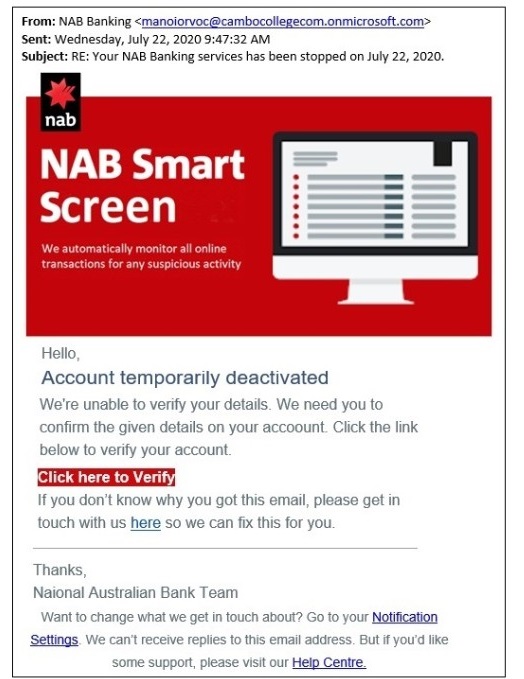 From: NAB Banking <manoiorvoc@cambocollegecom.onmicrosoft.com>
Sent: Wednesday, July 22, 2020 9:47:32 AM
Subject: RE: Your NAB Banking services has been stopped on July 22, 2020.
nab
NAB Smart
Screen
We automatically monitor all online
transactions for any suspicious activity
Hello,
Account temporarily deactivated
We're unable to verify your details. We need you to
confirm the given details on your accoount. Click the link
below to verify your account.
Click here to Verify
If you don't know why you got this email, please get in
touch with us here so we can fix this for you.
Thanks,
Naional Australian Bank Team
Want to change what we get in touch about? Go to your Notification
Settings. We can't receive replies to this email address. But if you'd like
some support, please visit our Help Centre.